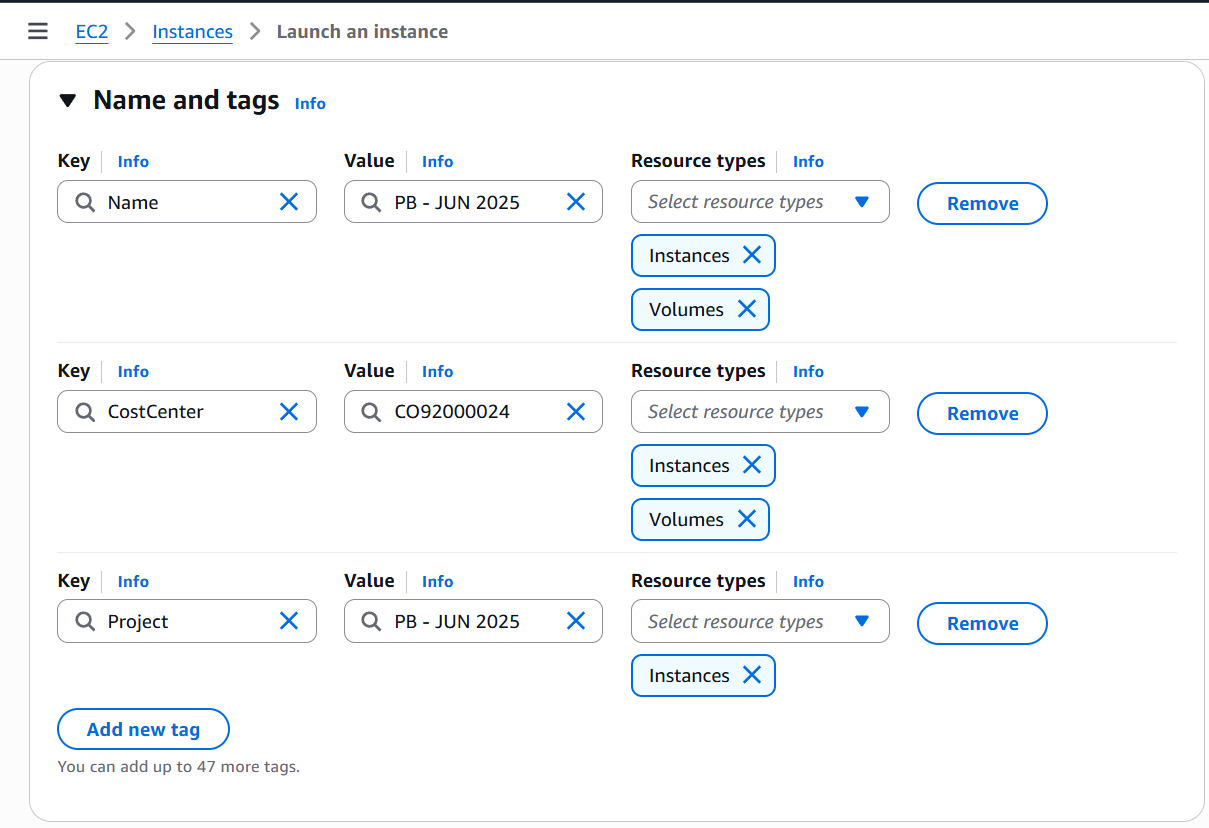 EC2 > Instances > Launch an instance
Name and tags Info
Key Info Value Info Resource types Info
Name PB - JUN 2025 Select resource types Remove
Instances
Volumes
Key Info Value Info Resource types Info
CostCenter CO92000024 Select resource types Remove
Instances
Volumes
Key Info Value Info Resource types Info
Project PB - JUN 2025 Select resource types Remove
Instances
Add new tag
You can add up to 47 more tags.